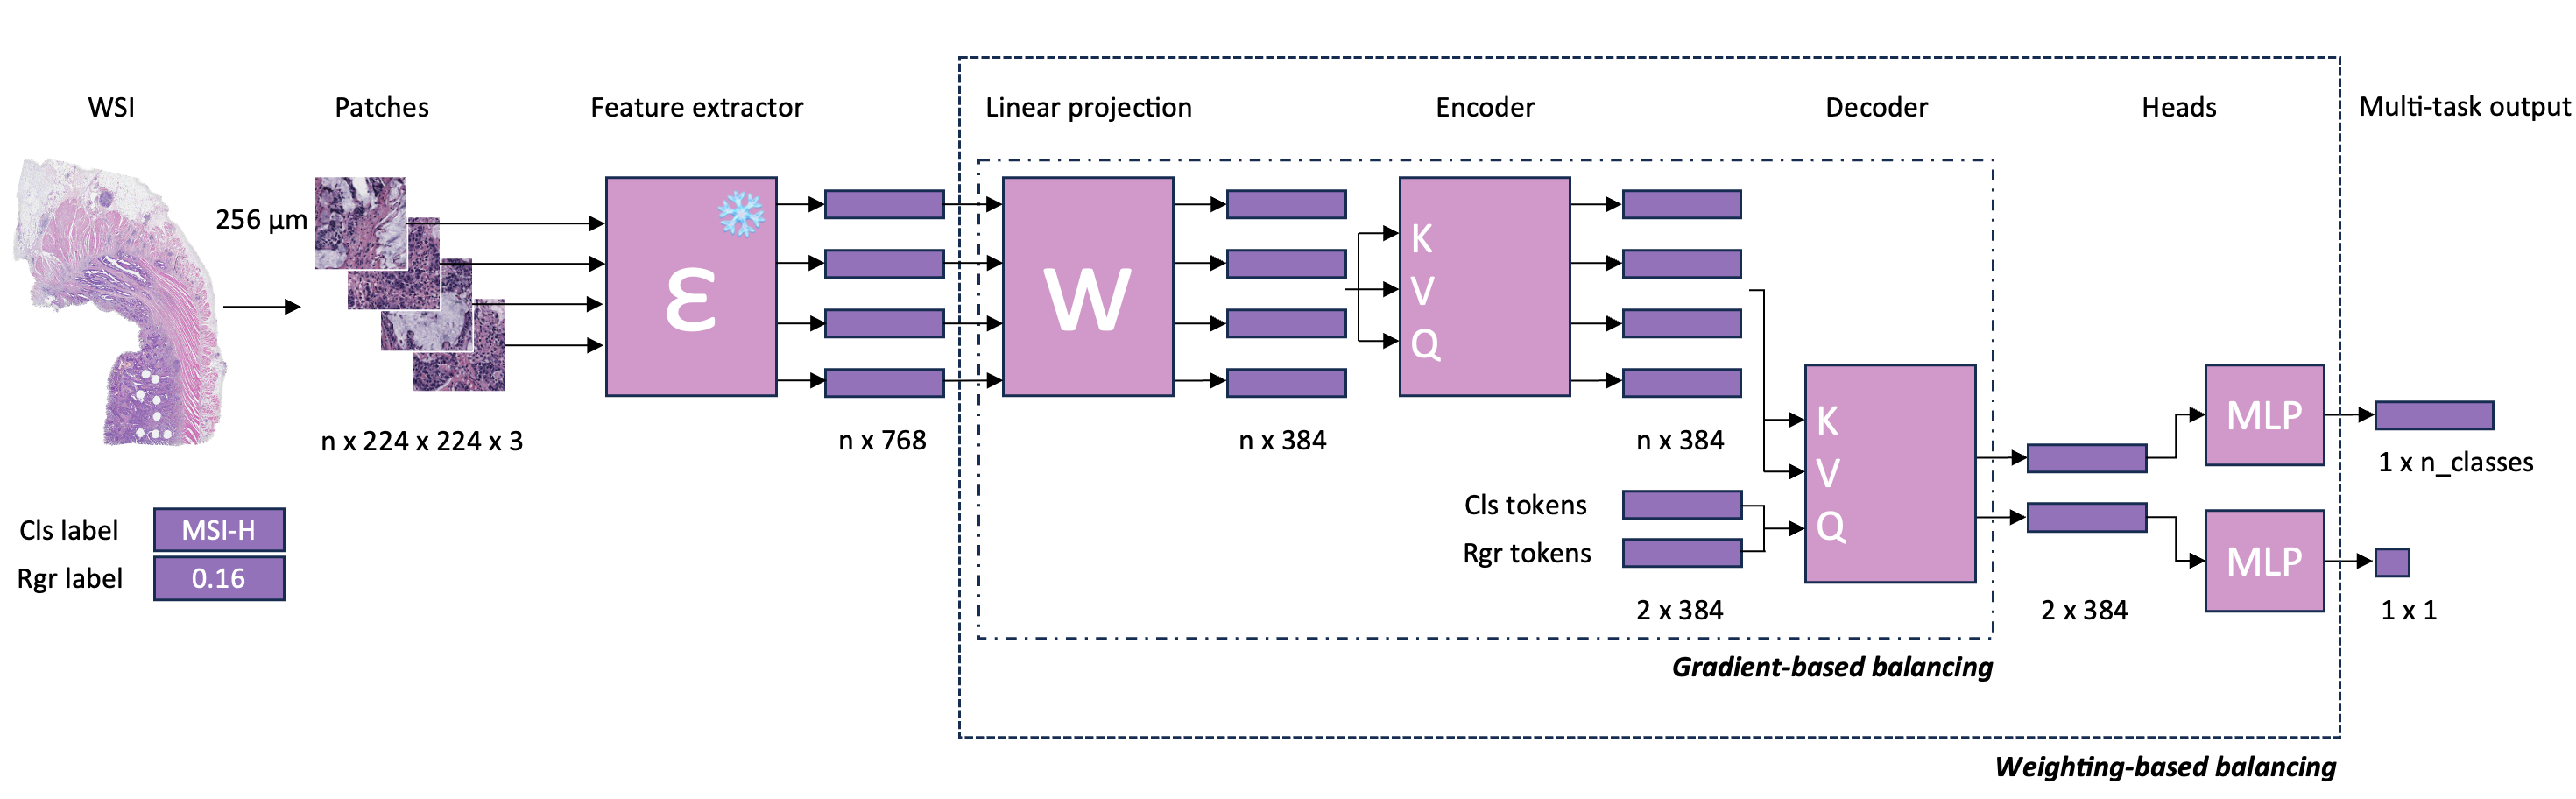 WSI
Patches
Feature extractor
Linear projection
Encoder
Decoder
Heads
Multi-task output
256 µm
ε
W
K
V
Q
K
V
Q
MLP
MLP
n x 224 x 224 x 3
n x 768
n x 384
n x 384
1 x n_classes
Cls tokens
Rgr tokens
Cls label
MSI-H
Rgr label
0.16
2 x 384
2 x 384
1 x 1
Gradient-based balancing
Weighting-based balancing